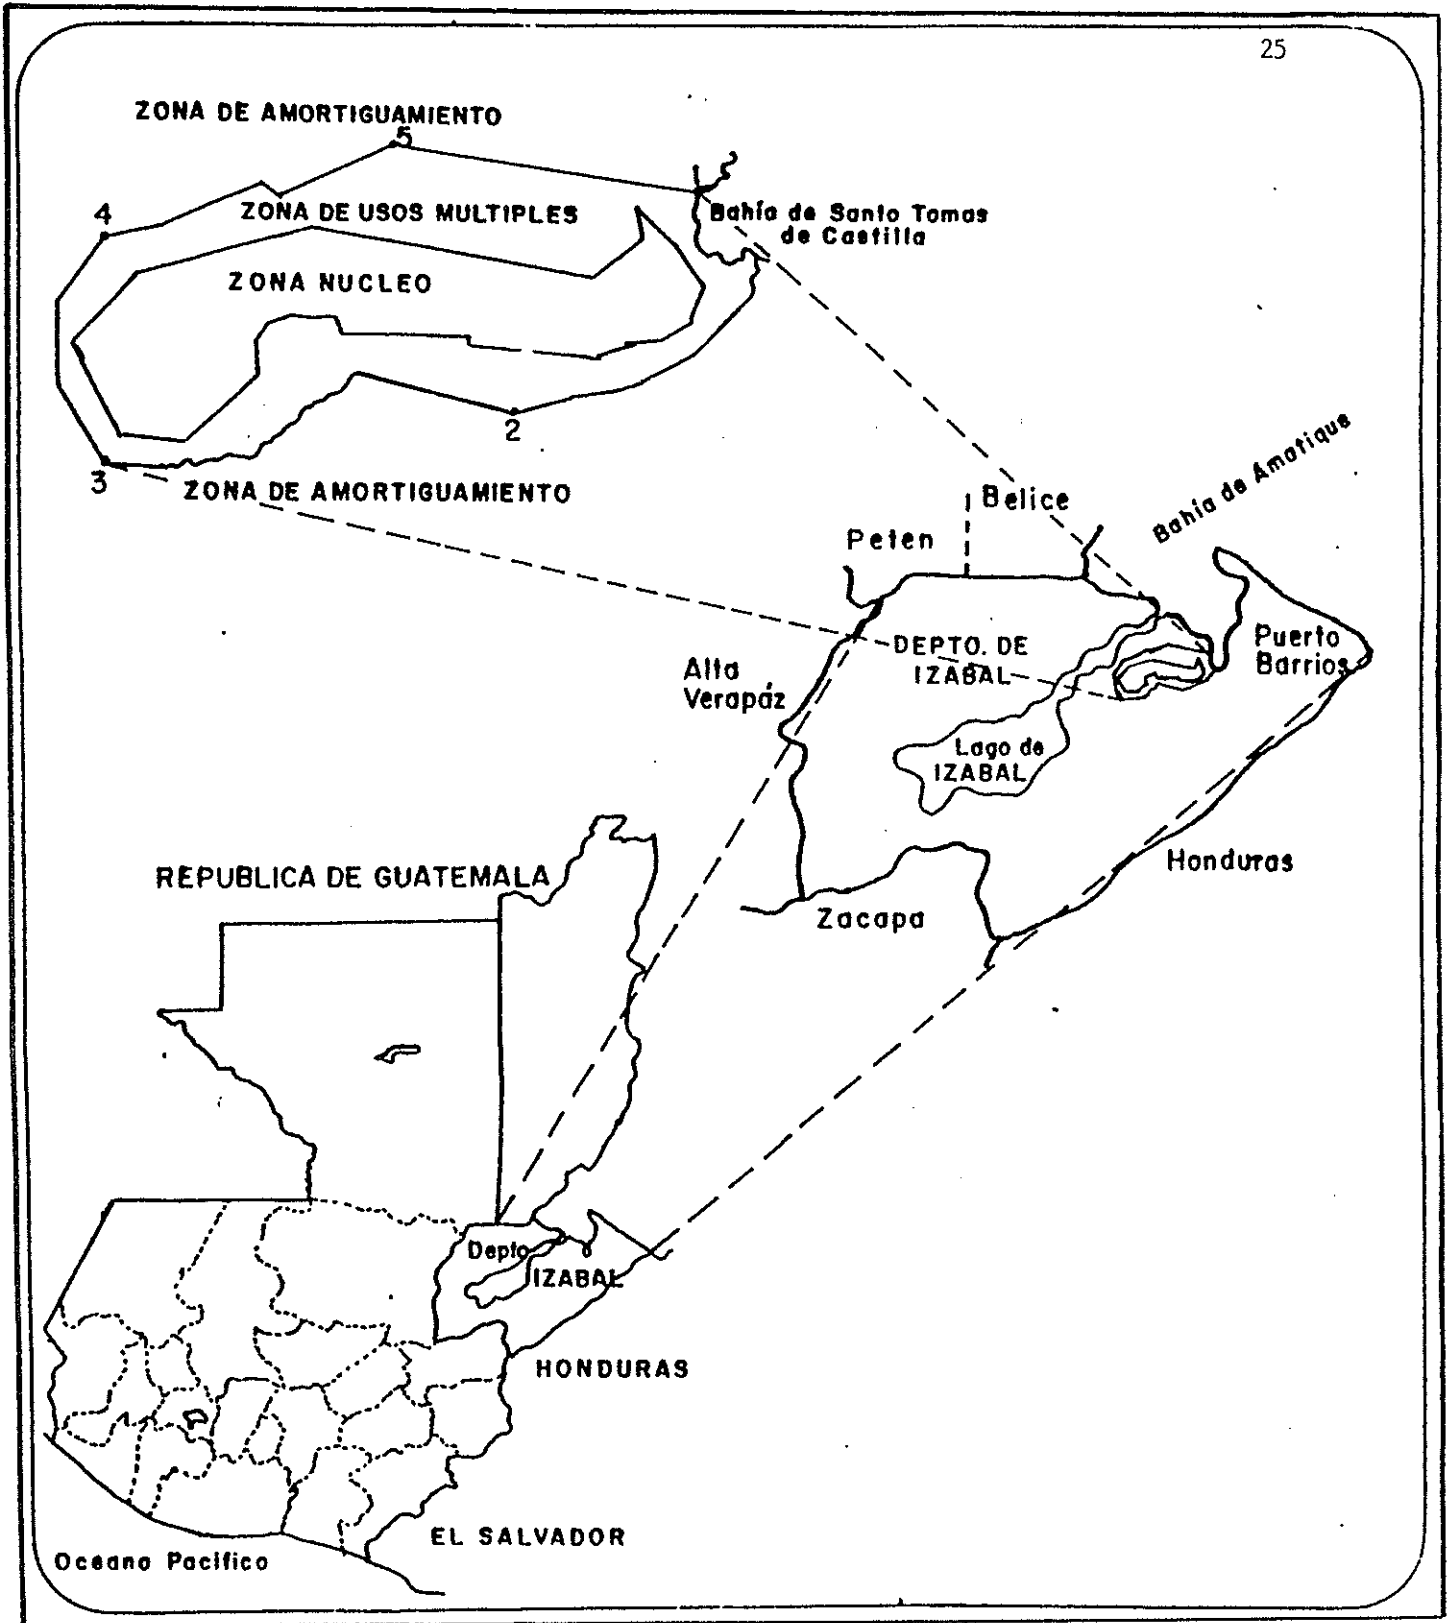 25
ZONA DE AMORTIGUAMIENTO
5
4
ZONA DE USOS MULTIPLES
Bahía de Santo Tomas
de Castilla
ZONA NUCLEO
2
3
ZONA DE AMORTIGUAMIENTO
Belice
Bahía de Amatique
Peten
DEPTO. DE
IZABAL
Puerto
Barrios
Alta
Verapáz
Lago de
IZABAL
Honduras
REPUBLICA DE GUATEMALA
Zacapa
Depto
IZABAL
HONDURAS
EL SALVADOR
Oceano Pacifico